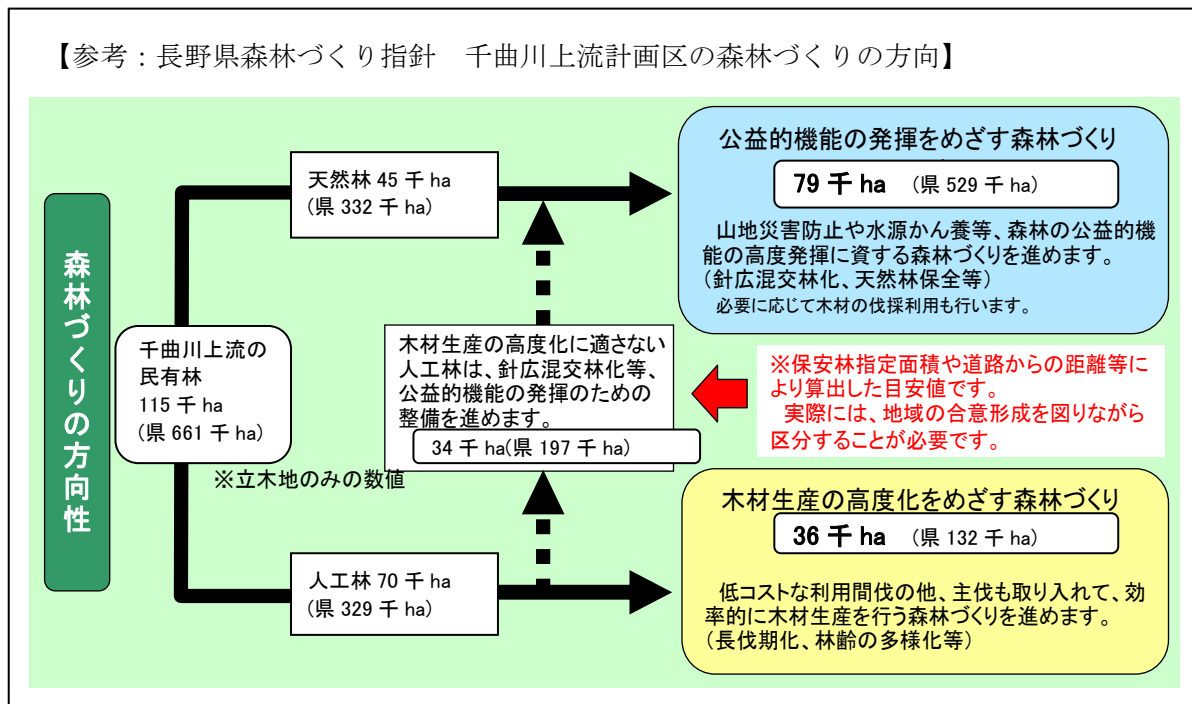 【参考：長野県森林づくり指針　千曲川上流計画区の森林づくりの方向】
森林づくりの方向性
千曲川上流の
民有林
115 千 ha
(県 661 千 ha)
※立木地のみの数値
天然林 45 千 ha
(県 332 千 ha)
木材生産の高度化に適さない
人工林は、針広混交林化等、
公益的機能の発揮のための
整備を進めます。
34 千 ha(県 197 千 ha)
人工林 70 千 ha
(県 329 千 ha)
公益的機能の発揮をめざす森林づくり
79 千 ha　(県 529 千 ha)
山地災害防止や水源かん養等、森林の公益的機
能の高度発揮に資する森林づくりを進めます。
(針広混交林化、天然林保全等)
必要に応じて木材の伐採利用も行います。
※保安林指定面積や道路からの距離等に
より算出した目安値です。
実際には、地域の合意形成を図りながら
区分することが必要です。
木材生産の高度化をめざす森林づくり
36 千 ha　(県 132 千 ha)
低コストな利用間伐の他、主伐も取り入れて、効
率的に木材生産を行う森林づくりを進めます。
(長伐期化、林齢の多様化等)